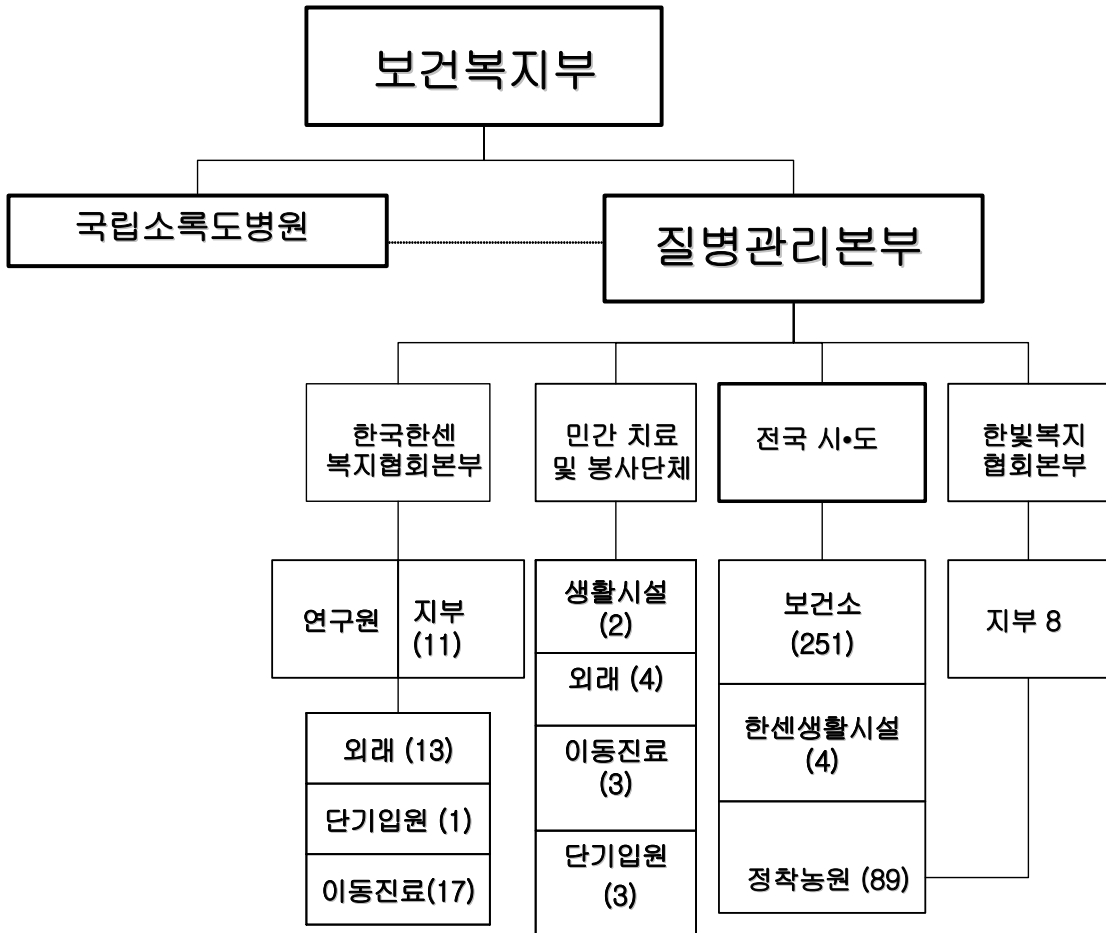 보건복지부
국립소록도병원
질병관리본부
한국한센
복지협회본부
민간 치료
및 봉사단체
전국 시•도
한빛복지
협회본부
연구원
지부
(11)
생활시설
(2)
외래 (4)
이동진료
(3)
단기입원
(3)
보건소
(251)
한센생활시설
(4)
정착농원 (89)
지부 8
외래 (13)
단기입원 (1)
이동진료(17)